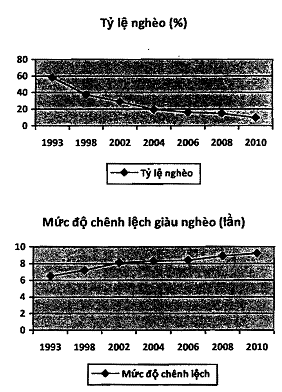 Tỷ lệ nghèo (%)
80
60
40
20
0
1993 1998 2002 2004 2006 2008 2010
Tỷ lệ nghèo
Mức độ chênh lệch giàu nghèo (lần)
10
8
6
4
2
0
1993 1998 2002 2004 2006 2008 2010
Mức độ chênh lệch